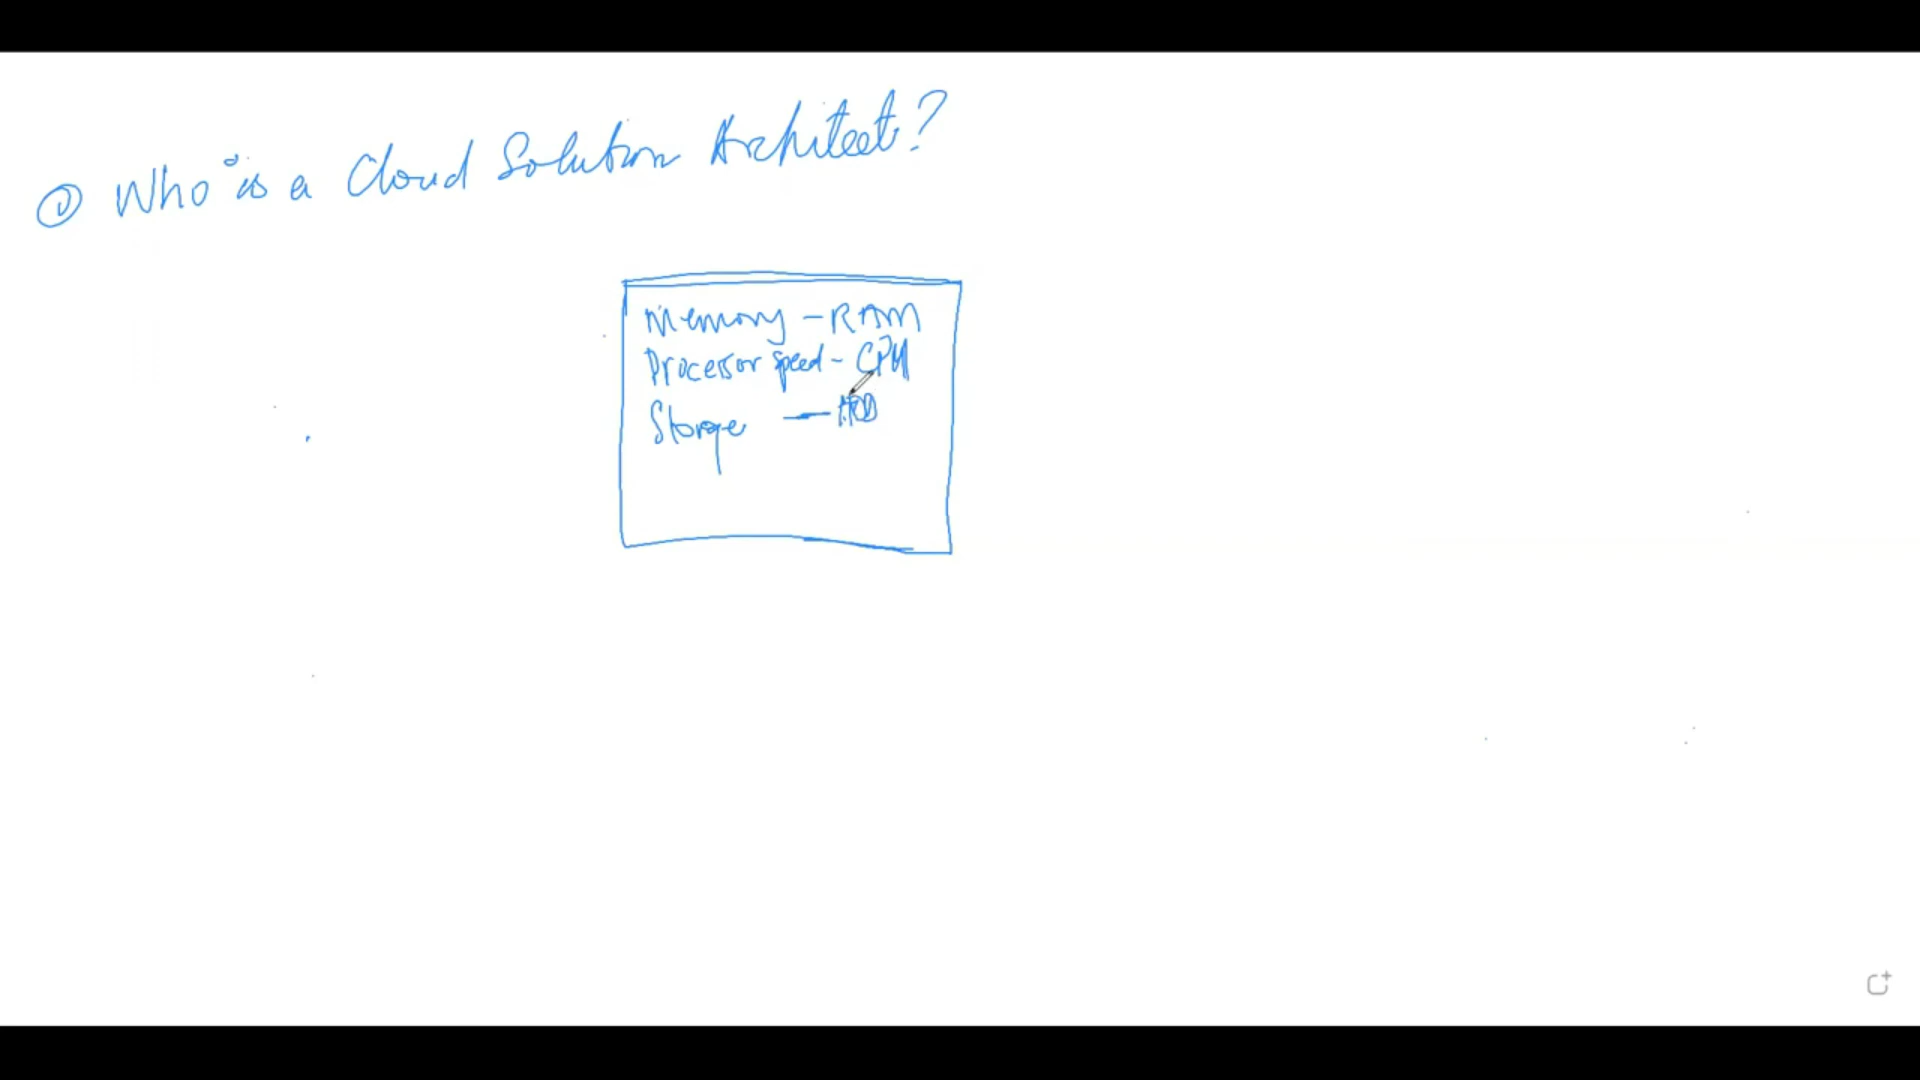 ① Who is a Cloud Solution Architect?
Memory - RAM
Processor speed - CPU
Storage - HDD